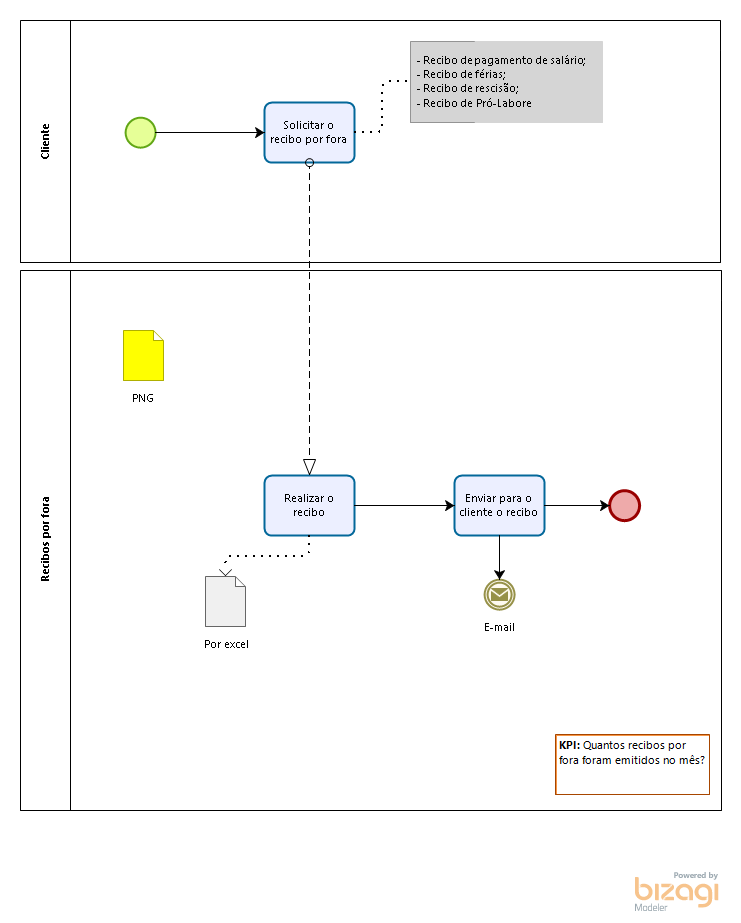 Cliente
Solicitar o
recibo por fora
- Recibo de pagamento de salário;
- Recibo de férias;
- Recibo de rescisão;
- Recibo de Pró-Labore
Recibos por fora
PNG
Realizar o
recibo
Enviar para o
cliente o recibo
Por excel
E-mail
KPI: Quantos recibos por
fora foram emitidos no mês?
Powered by
bizagi
Modeler